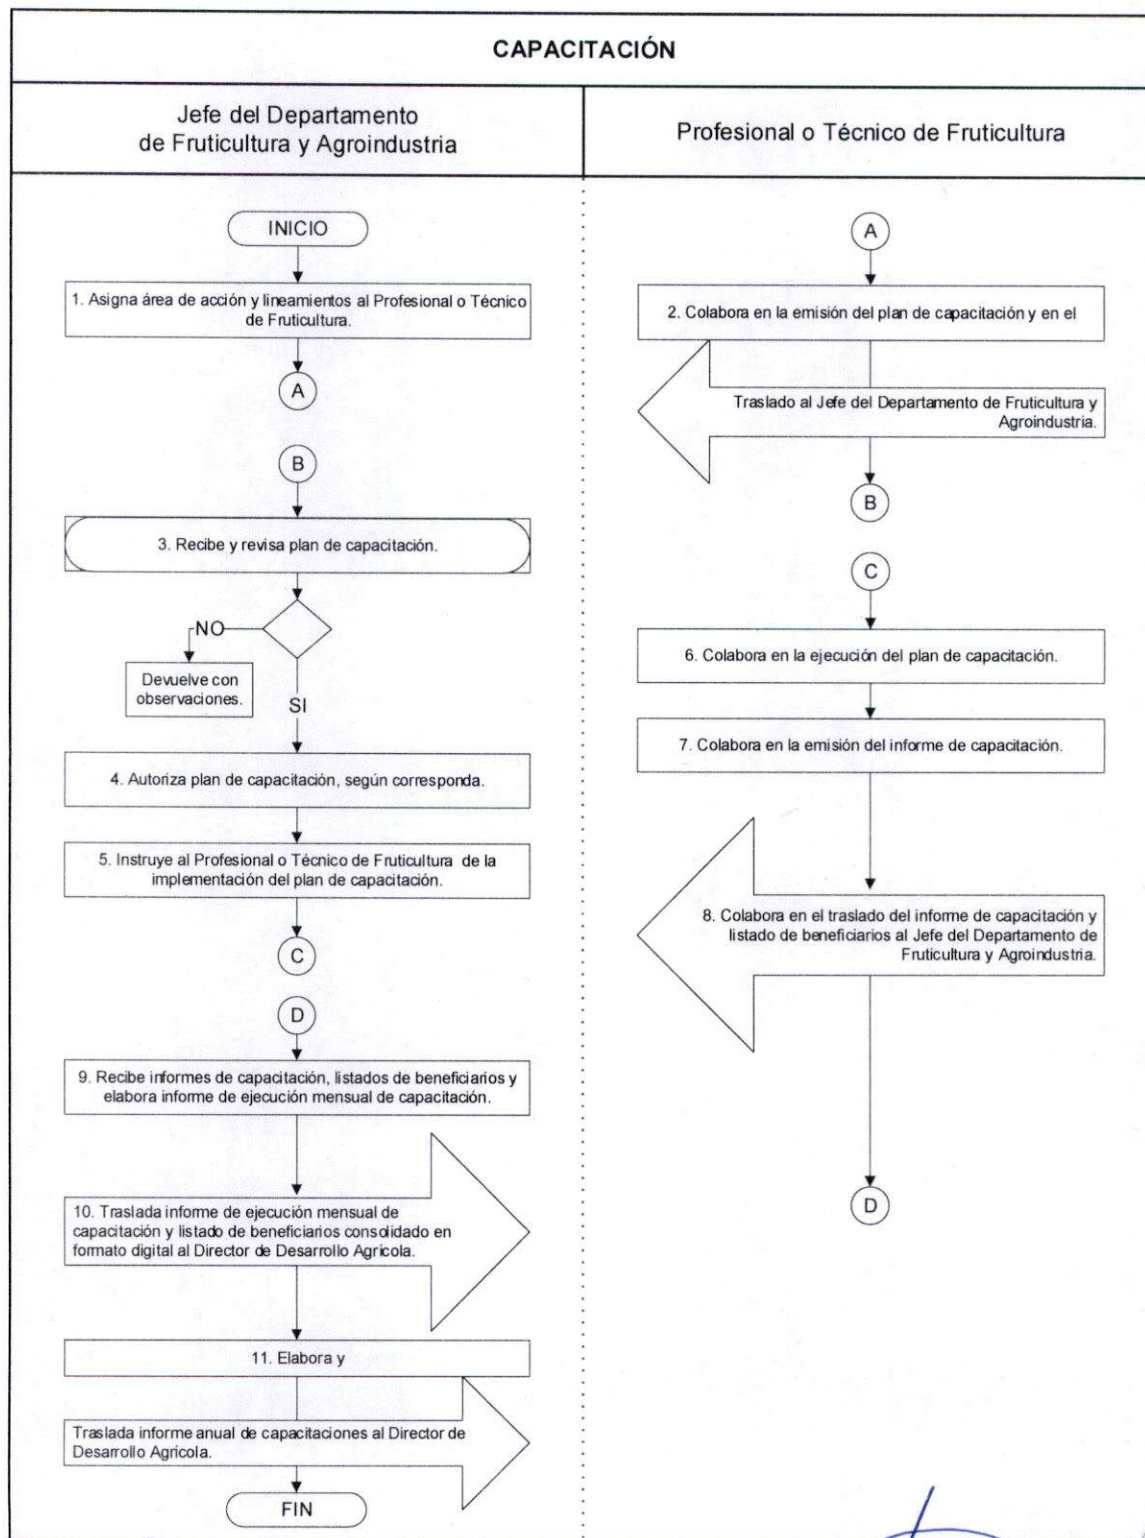 CAPACITACIÓN
Jefe del Departamento
de Fruticultura y Agroindustria
Profesional o Técnico de Fruticultura
INICIO
1. Asigna área de acción y lineamientos al Profesional o Técnico
de Fruticultura.
A
B
3. Recibe y revisa plan de capacitación.
NO
Devuelve con
observaciones.
SI
4. Autoriza plan de capacitación, según corresponda.
5. Instruye al Profesional o Técnico de Fruticultura de la
implementación del plan de capacitación.
C
D
9. Recibe informes de capacitación, listados de beneficiarios y
elabora informe de ejecución mensual de capacitación.
10. Traslada informe de ejecución mensual de
capacitación y listado de beneficiarios consolidado en
formato digital al Director de Desarrollo Agrícola.
11. Elabora y
Traslada informe anual de capacitaciones al Director de
Desarrollo Agrícola.
FIN
A
2. Colabora en la emisión del plan de capacitación y en el
Traslado al Jefe del Departamento de Fruticultura y
Agroindustria.
B
C
6. Colabora en la ejecución del plan de capacitación.
7. Colabora en la emisión del informe de capacitación.
8. Colabora en el traslado del informe de capacitación y
listado de beneficiarios al Jefe del Departamento de
Fruticultura y Agroindustria.
D